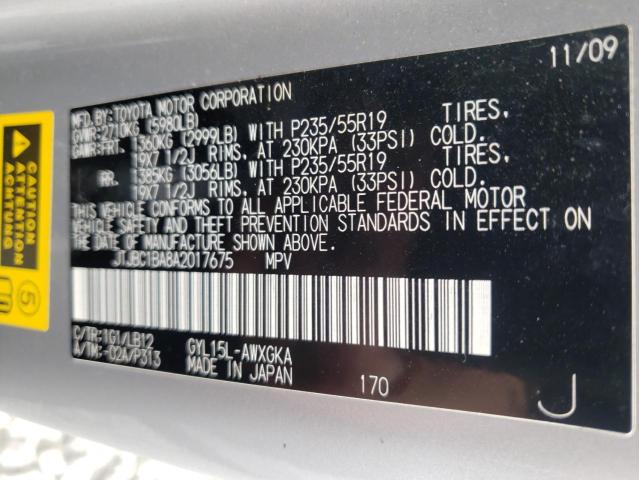 11/09
MFD. BY: TOYOTA MOTOR CORPORATION
GVWR: 2710KG (5980LB)
GAWR: FRT. 1360KG (2999LB) WITH P235/55R19 TIRES,
19X7 1/2J RIMS, AT 230KPA (33PSI) COLD.
RR. 1385KG (3056LB) WITH P235/55R19 TIRES,
19X7 1/2J RIMS, AT 230KPA (33PSI) COLD.
THIS VEHICLE CONFORMS TO ALL APPLICABLE FEDERAL MOTOR
VEHICLE SAFETY AND THEFT PREVENTION STANDARDS IN EFFECT ON
THE DATE OF MANUFACTURE SHOWN ABOVE.
JTJBC1BA8A2017675 MPV
C/TR: 1G1/LB12 GYL15L-AWXGKA
A/TM: -02A/P313 MADE IN JAPAN
170
J
CAUTION
ATTENTION
ACHTUNG
5